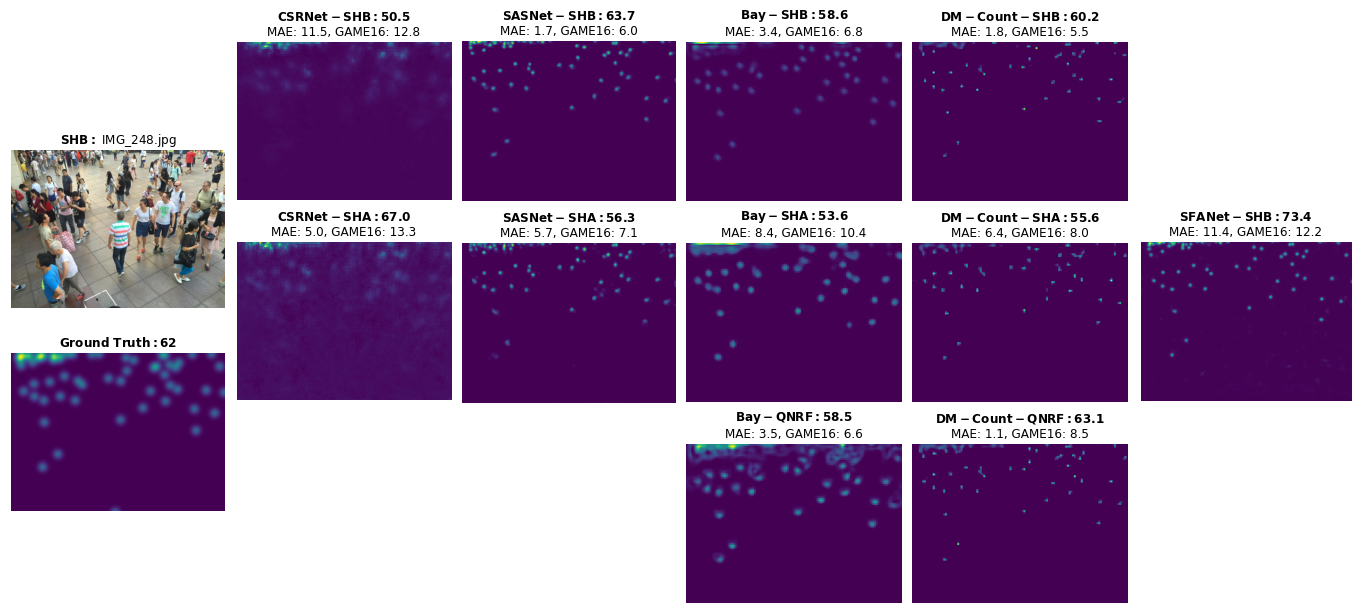 CSRNet − SHB: 50.5
MAE: 11.5, GAME16: 12.8
SASNet − SHB: 63.7
MAE: 1.7, GAME16: 6.0
Bay − SHB: 58.6
MAE: 3.4, GAME16: 6.8
DM − Count − SHB: 60.2
MAE: 1.8, GAME16: 5.5
SHB: IMG_248.jpg
CSRNet − SHA: 67.0
MAE: 5.0, GAME16: 13.3
SASNet − SHA: 56.3
MAE: 5.7, GAME16: 7.1
Bay − SHA: 53.6
MAE: 8.4, GAME16: 10.4
DM − Count − SHA: 55.6
MAE: 6.4, GAME16: 8.0
SFANet − SHB: 73.4
MAE: 11.4, GAME16: 12.2
Ground Truth: 62
Bay − QNRF: 58.5
MAE: 3.5, GAME16: 6.6
DM − Count − QNRF: 63.1
MAE: 1.1, GAME16: 8.5